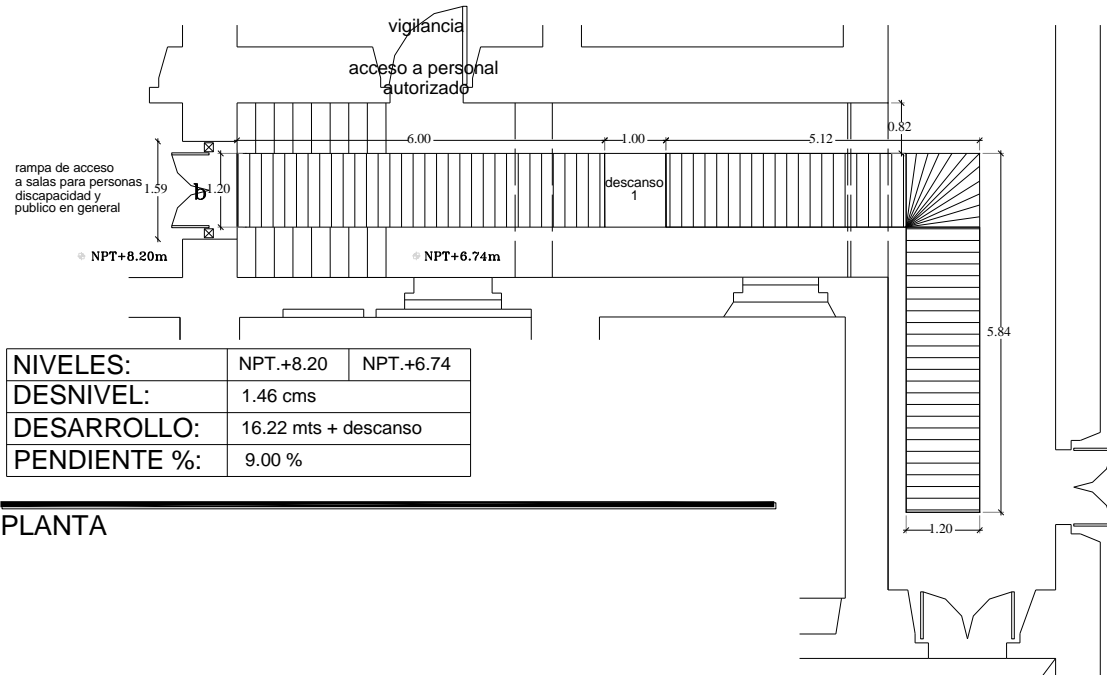 vigilancia
acceso a personal
autorizado
6.00
1.00
5.12
0.82
rampa de acceso
a salas para personas
discapacidad y
publico en general
1.59
b
1.20
descanso
1
NPT+8.20m
NPT+6.74m
5.84
1.20
NIVELES: NPT.+8.20 NPT.+6.74
DESNIVEL: 1.46 cms
DESARROLLO: 16.22 mts + descanso
PENDIENTE %: 9.00 %
PLANTA